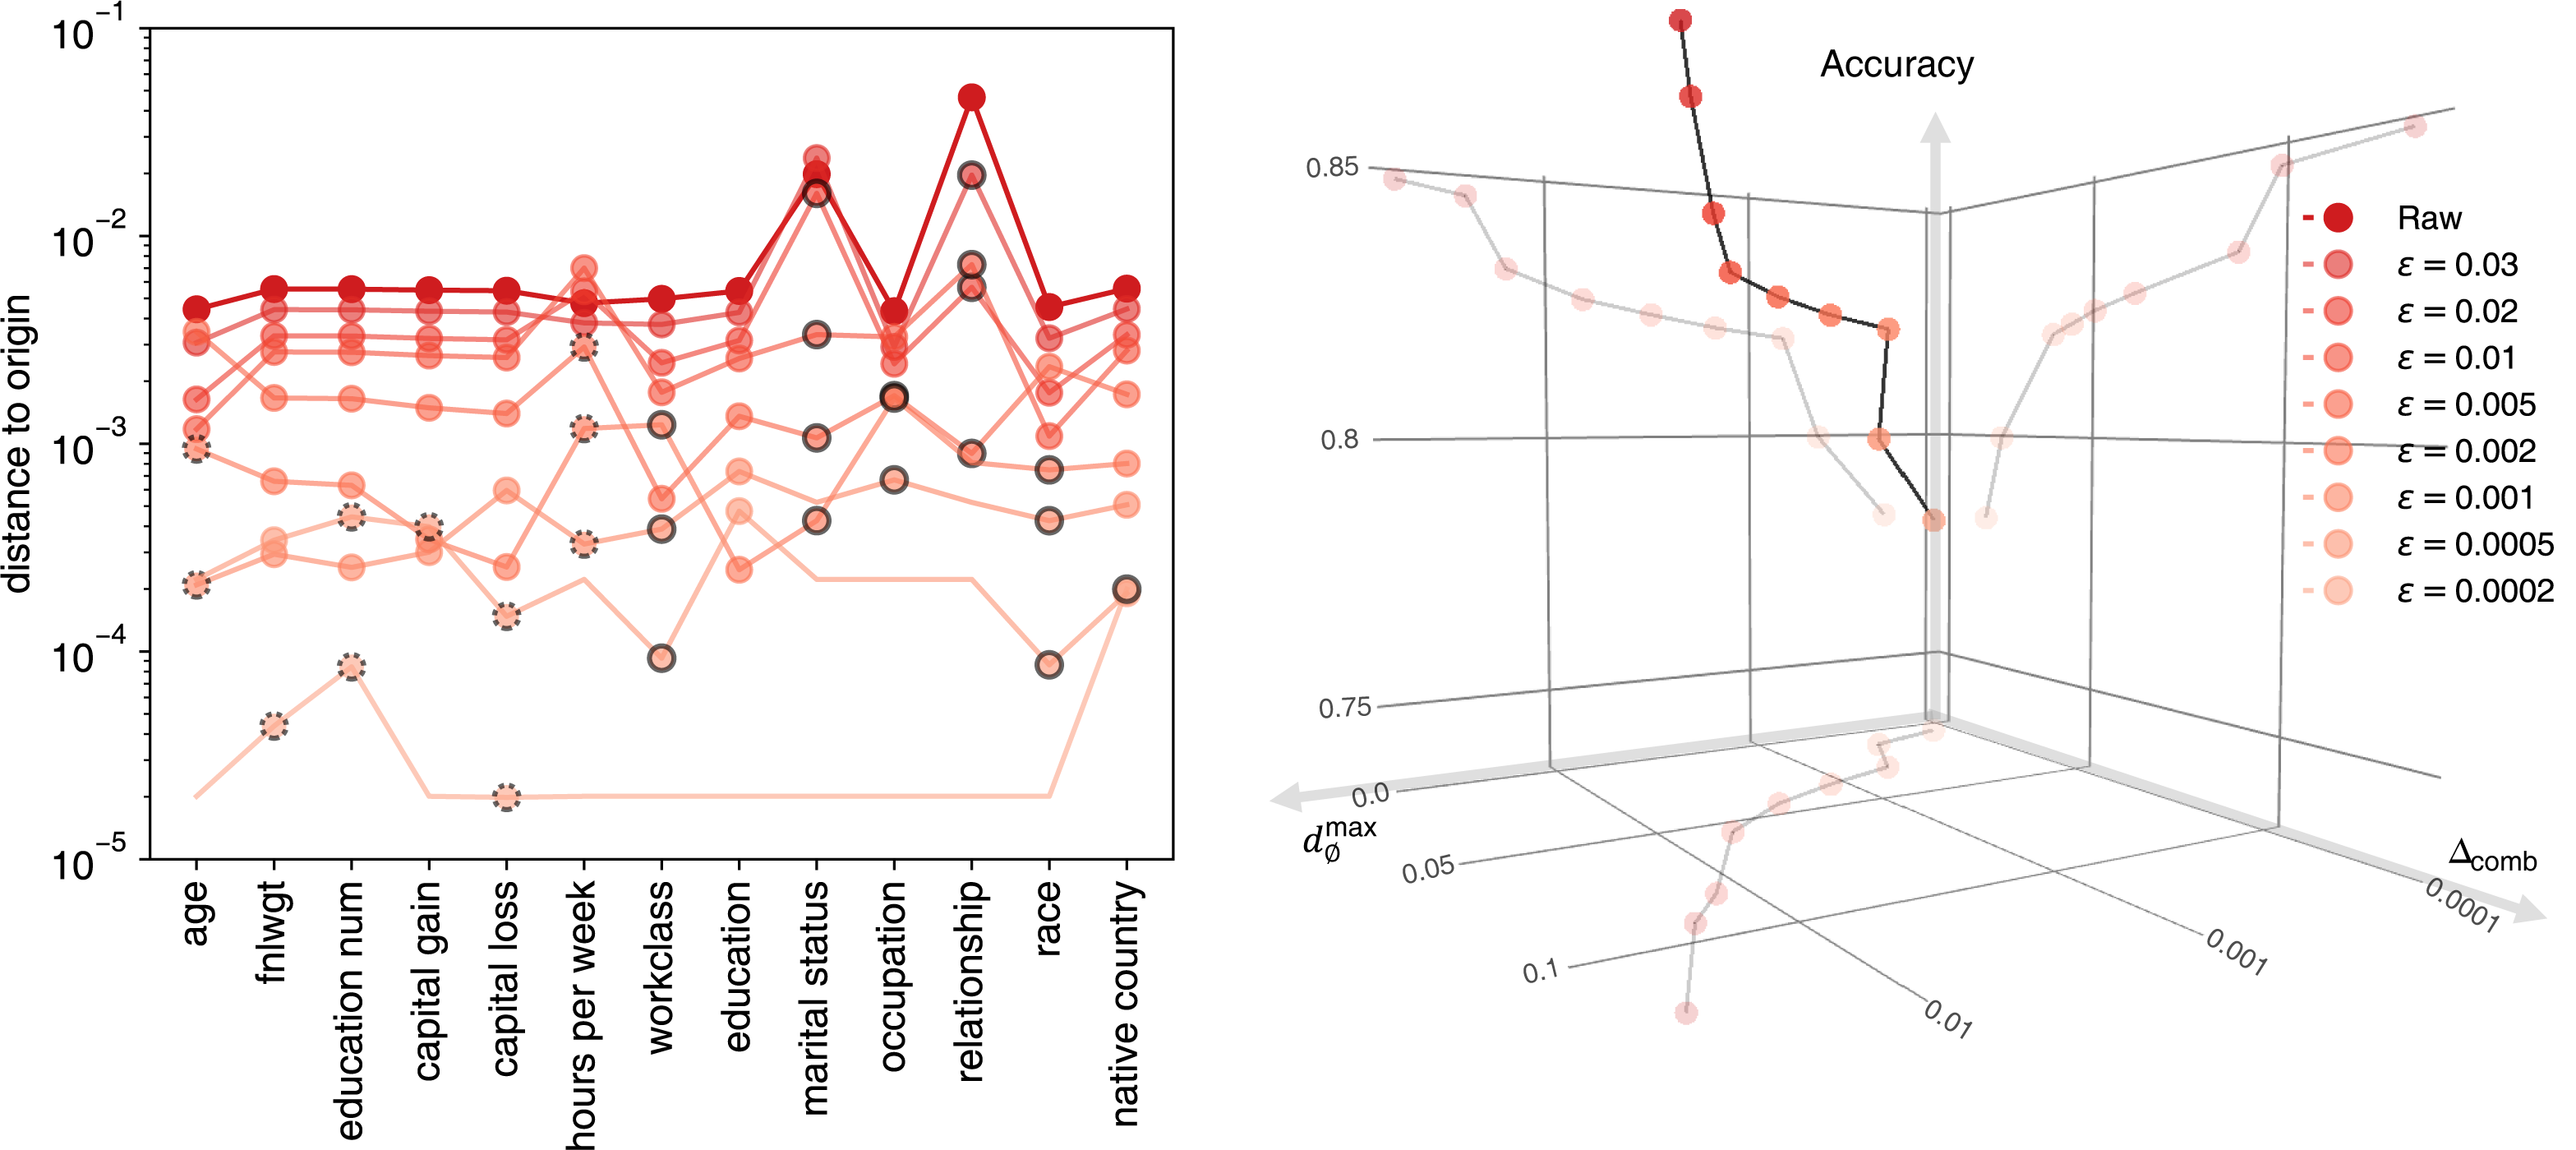 10⁻¹
10⁻²
10⁻³
10⁻⁴
10⁻⁵
distance to origin
age
fnlwgt
education num
capital gain
capital loss
hours per week
workclass
education
marital status
occupation
relationship
race
native country
Accuracy
0.85
0.8
0.75
0.0
0.05
0.1
d∅max
0.01
0.001
0.0001
Δcomb
Raw
ε = 0.03
ε = 0.02
ε = 0.01
ε = 0.005
ε = 0.002
ε = 0.001
ε = 0.0005
ε = 0.0002